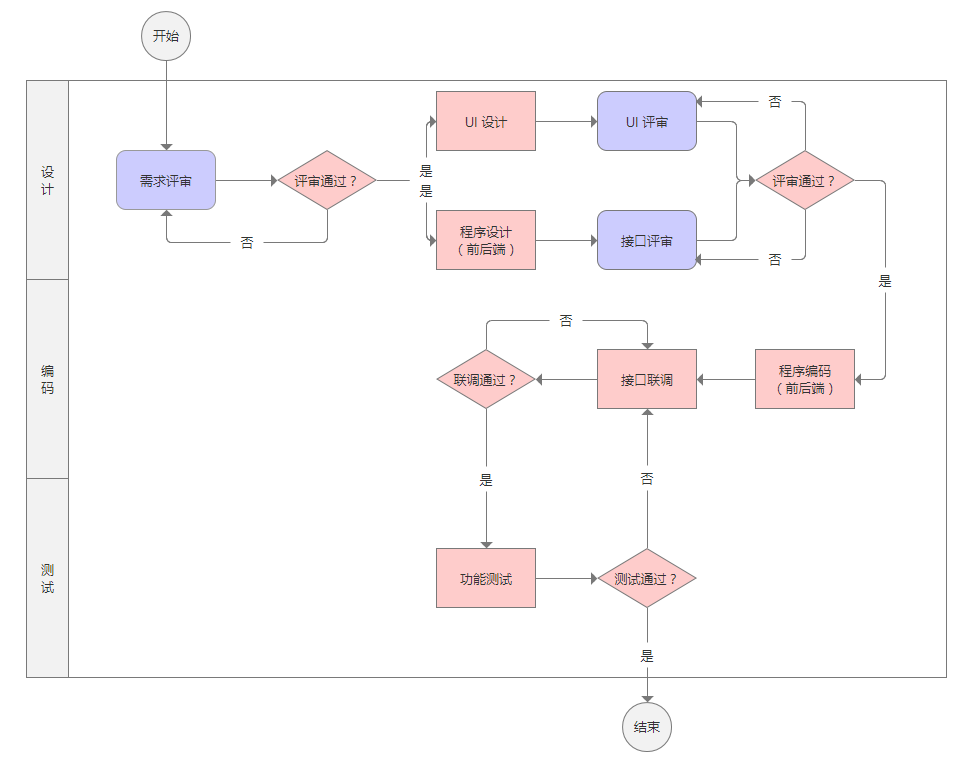 开始
设
计
需求评审
评审通过？
否
是
是
UI 设计
程序设计
（前后端）
UI 评审
接口评审
否
评审通过？
否
是
编
码
程序编码
（前后端）
接口联调
否
联调通过？
是
否
测
试
功能测试
测试通过？
是
结束